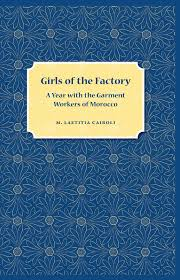 Girls of the Factory
A Year with the Garment
Workers of Morocco
M. LAETITIA CAIROLI